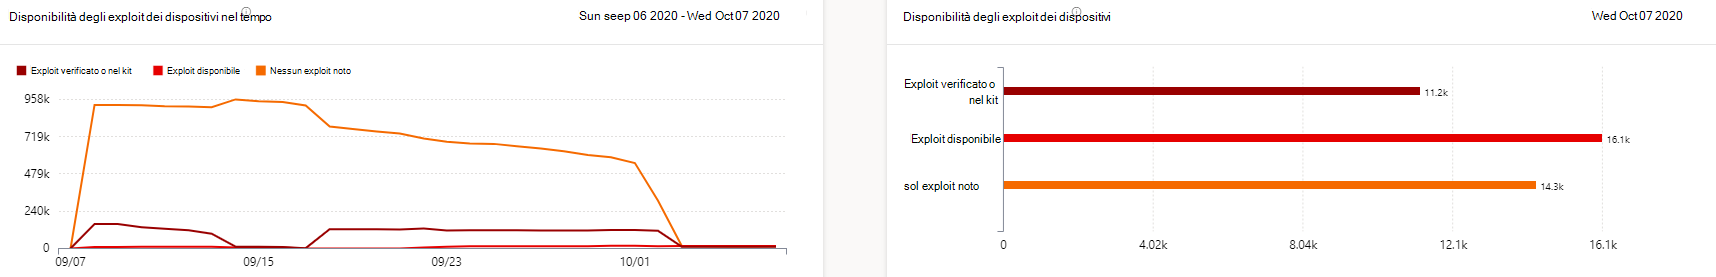 Disponibilità degli exploit dei dispositivi nel tempo
Sun seep 06 2020 - Wed Oct 07 2020
Exploit verificato o nel kit
Exploit disponibile
Nessun exploit noto
958k
719k
479k
240k
0
09/07
09/15
09/23
10/01
Disponibilità degli exploit dei dispositivi
Wed Oct 07 2020
Exploit verificato o
nel kit
11.2k
Exploit disponibile
16.1k
sol exploit noto
14.3k
0
4.02k
8.04k
12.1k
16.1k